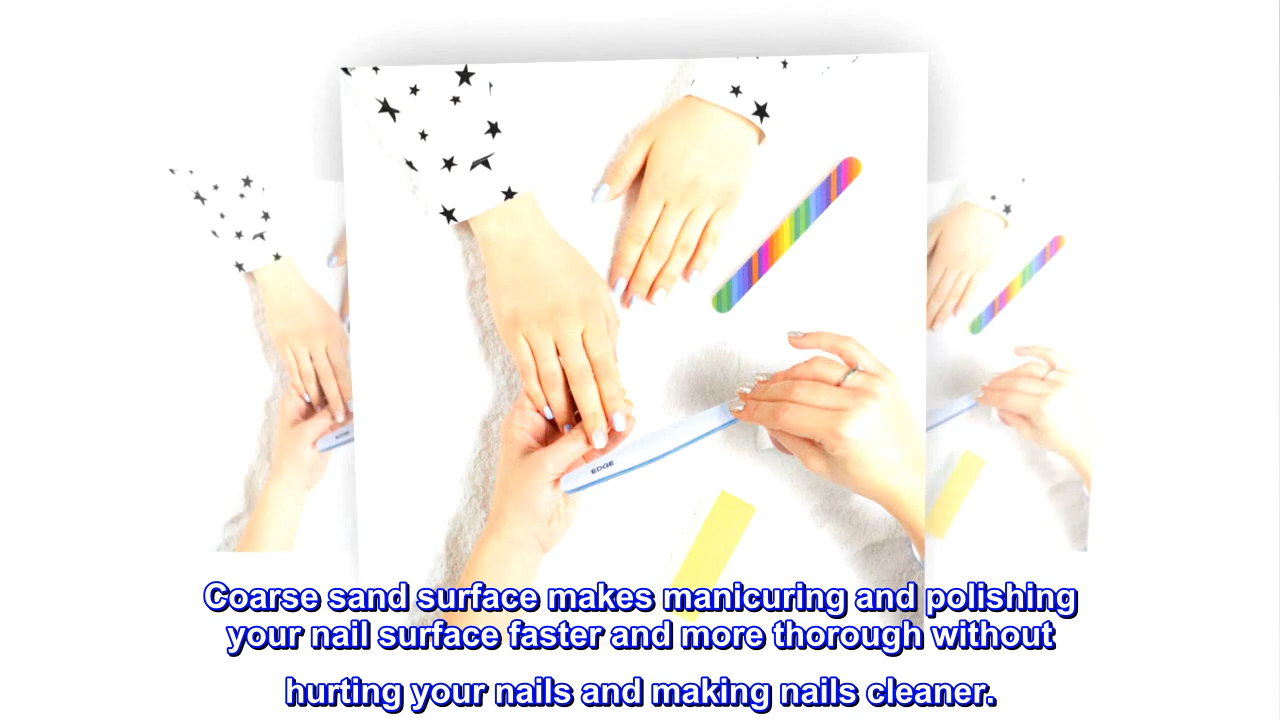 EDGE
EDGE
Coarse sand surface makes manicuring and polishing
your nail surface faster and more thorough without
hurting your nails and making nails cleaner.